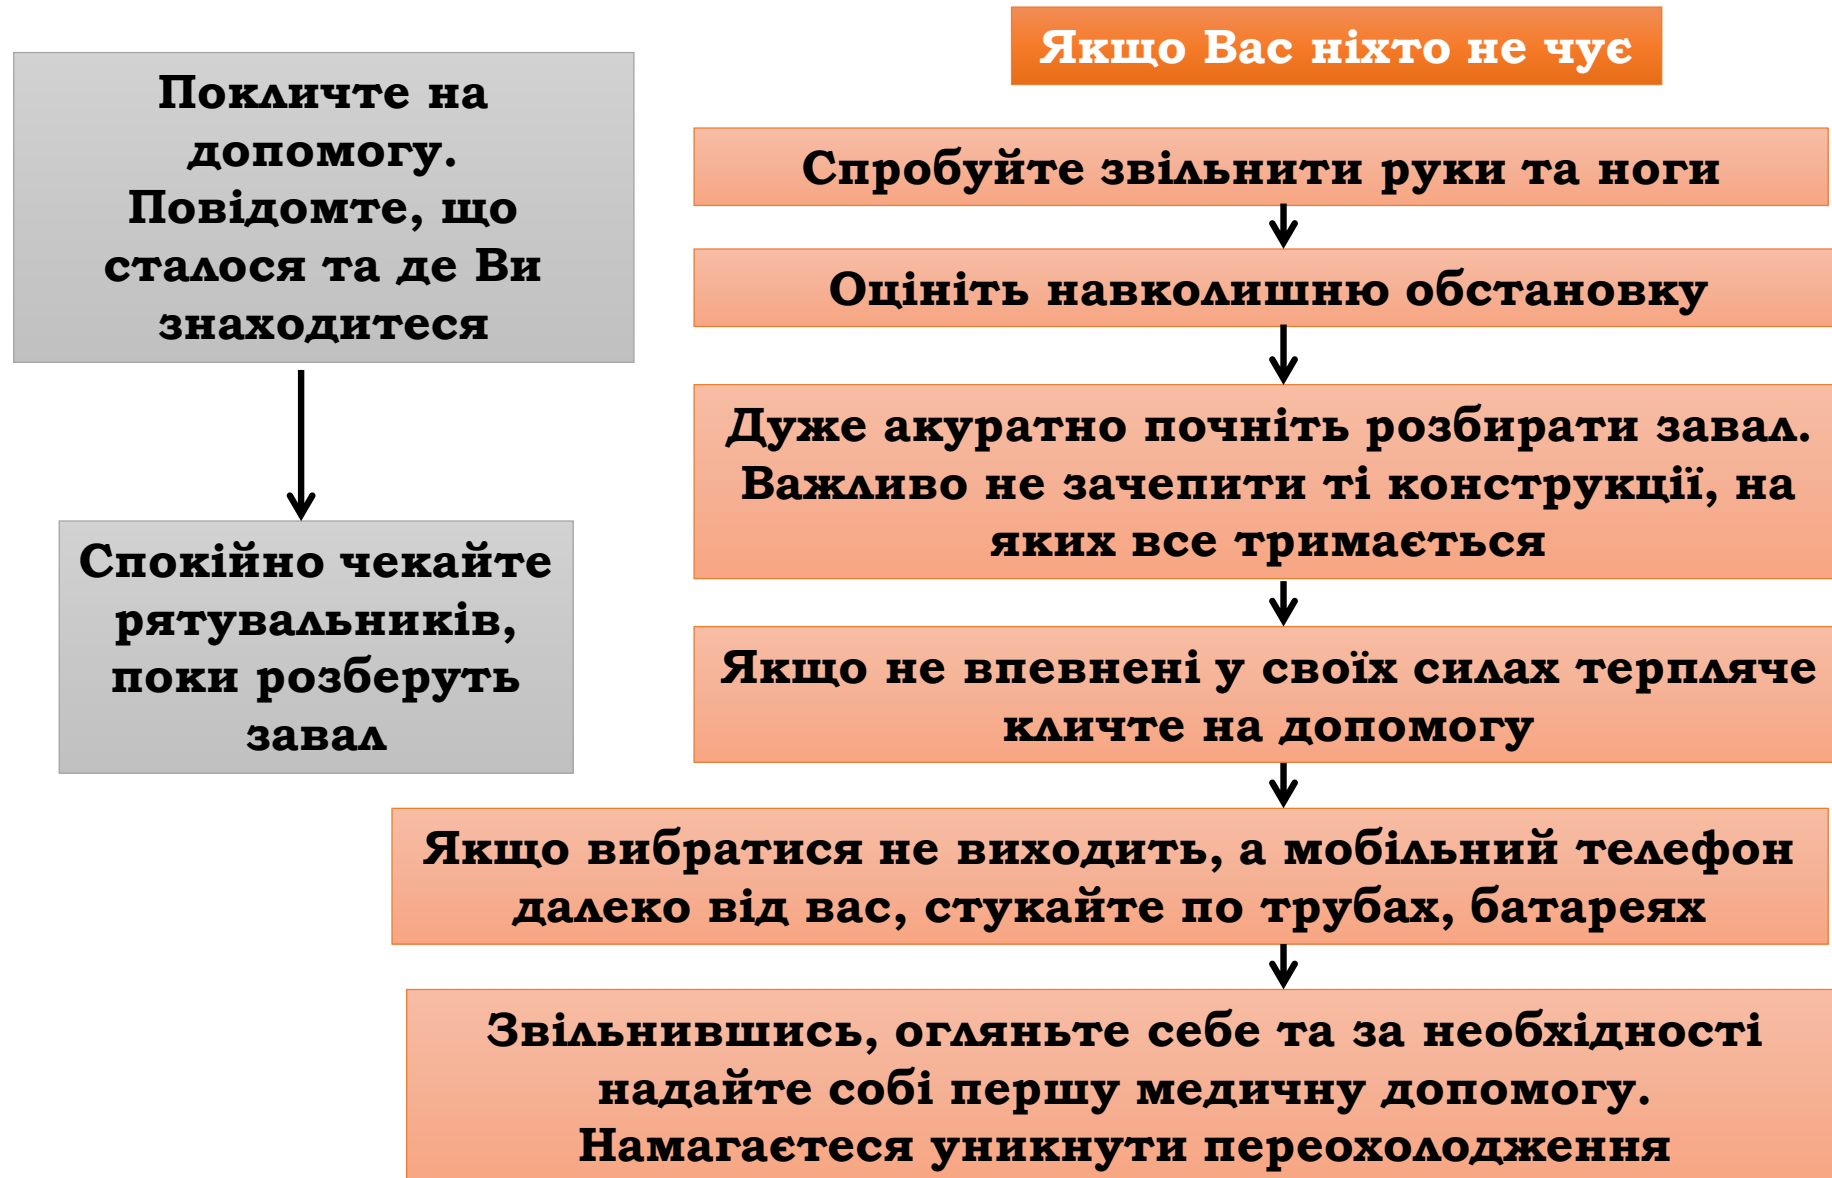 Покличте на
допомогу.
Повідомте, що
сталося та де Ви
знаходитеся
Спокійно чекайте
рятувальників,
поки розберуть
завал
Якщо Вас ніхто не чує
Спробуйте звільнити руки та ноги
Оцініть навколишню обстановку
Дуже акуратно почніть розбирати завал.
Важливо не зачепити ті конструкції, на
яких все тримається
Якщо не впевнені у своїх силах терпляче
кличте на допомогу
Якщо вибратися не виходить, а мобільний телефон
далеко від вас, стукайте по трубах, батареях
Звільнившись, огляньте себе та за необхідності
надайте собі першу медичну допомогу.
Намагаєтеся уникнути переохолодження